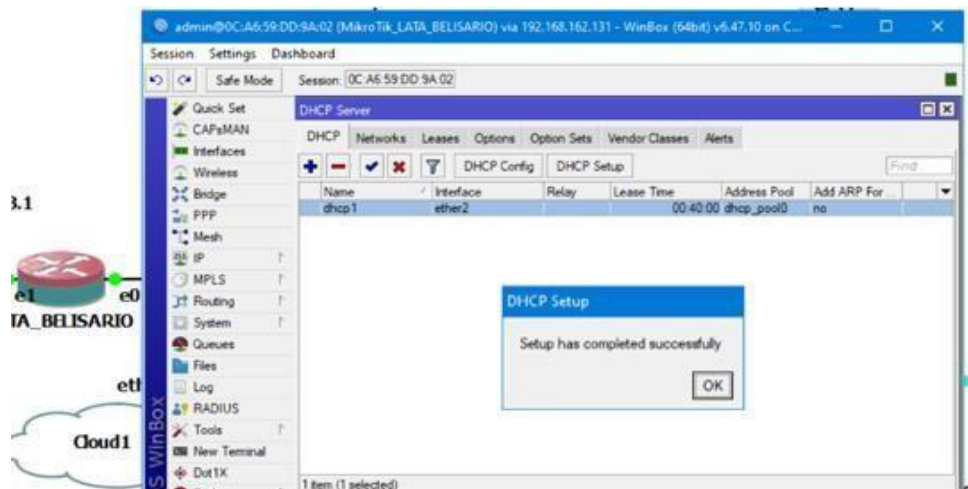 admin@0C:A6:59:DD:9A:02 (MikroTik_LATA_BELISARIO) via 192.168.162.131 - WinBox (64bit) v6.47.10 on C...
Session Settings Dashboard
Safe Mode Session: 0C:A6:59:DD:9A:02
Quick Set
CAPsMAN
Interfaces
Wireless
Bridge
PPP
Mesh
IP
MPLS
Routing
System
Queues
Files
Log
RADIUS
Tools
New Terminal
Dot1X
S WinBox
DHCP Server
DHCP Networks Leases Options Option Sets Vendor Classes Alerts
DHCP Config DHCP Setup Find
Name Interface Relay Lease Time Address Pool Add ARP For ...
dhcp1 ether2 00:40:00 dhcp_pool0 no
DHCP Setup
Setup has completed successfully
OK
1 item (1 selected)
3.1
e1 e0
TA_BELISARIO
eth
Cloud1